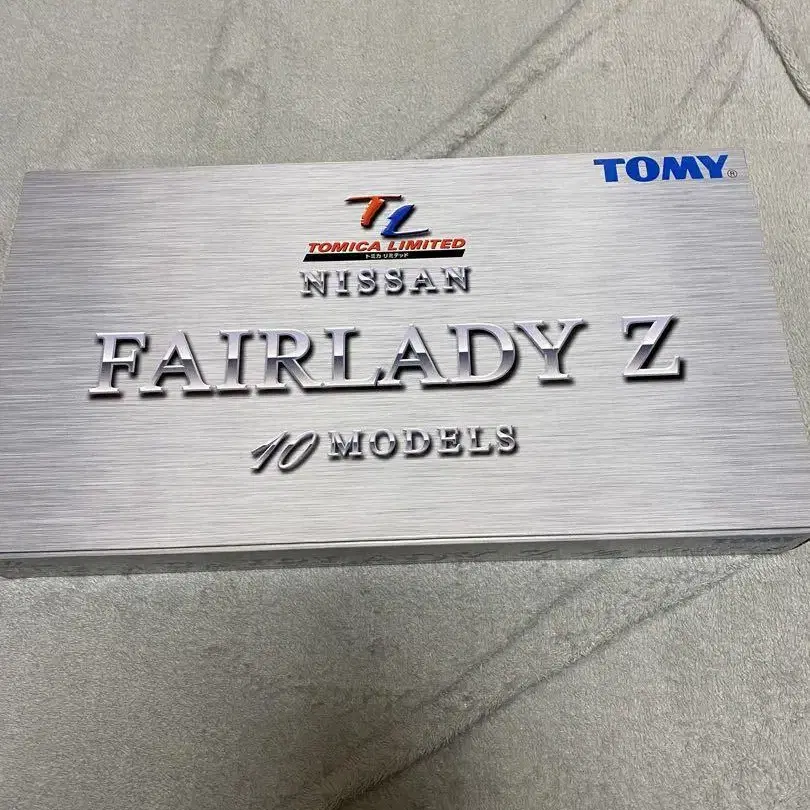 TOMY®
TL
TOMICA LIMITED
トミカ リミテッド
NISSAN
FAIRLADY Z
10 MODELS